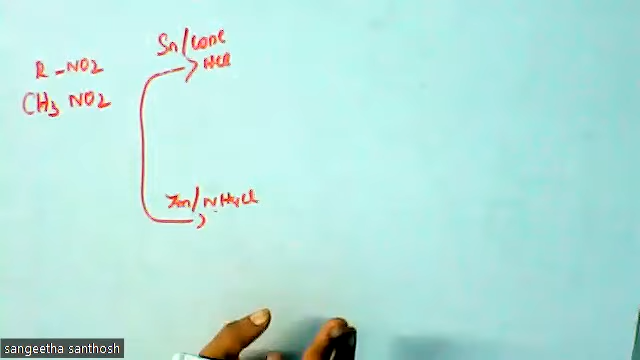 Sn/conc
HCl
R-NO2
CH3 NO2
Zn/NH4Cl
sangeetha santhosh